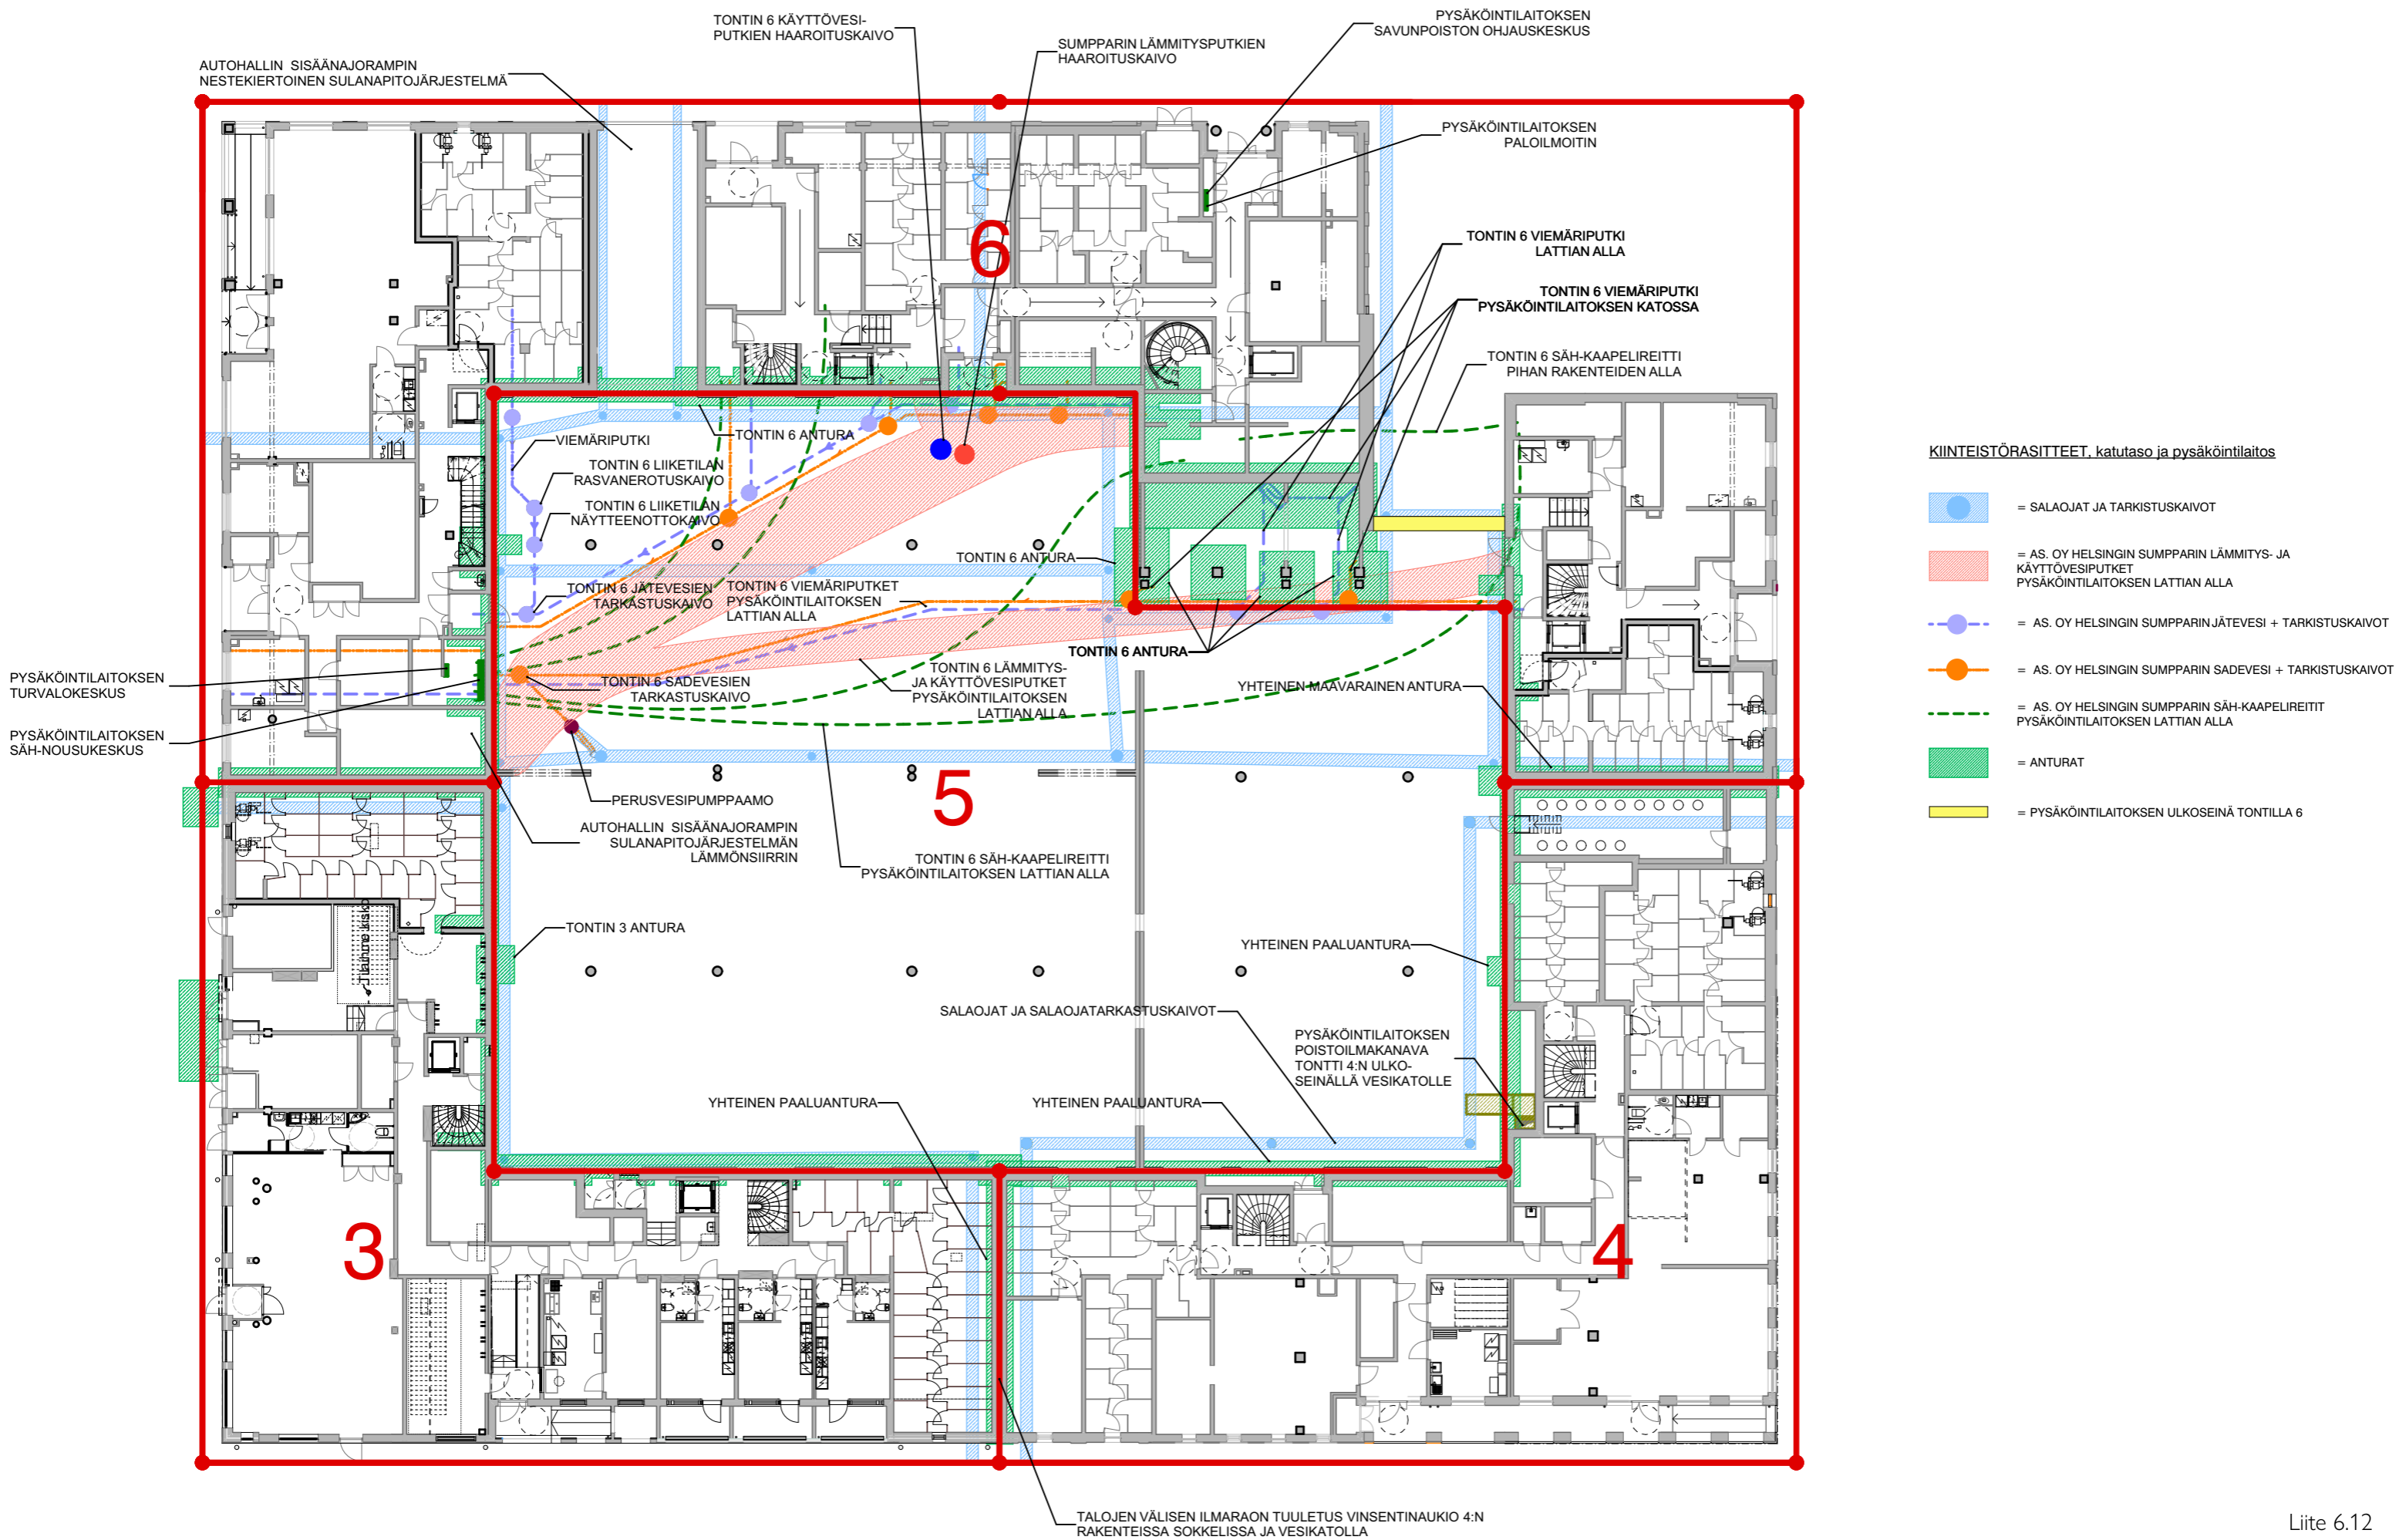 TONTIN 6 KÄYTTÖVESI-
PUTKIEN HAAROITUSKAIVO
PYSÄKÖINTILAITOKSEN
SAVUNPOISTON OHJAUSKESKUS
SUMPPARIN LÄMMITYSPUTKIEN
HAAROITUSKAIVO
AUTOHALLIN SISÄÄNAJORAMPIN
NESTEKIERTOINEN SULANAPITOJÄRJESTELMÄ
PYSÄKÖINTILAITOKSEN
PALOILMOITIN
6
TONTIN 6 VIEMÄRIPUTKI
LATTIAN ALLA
TONTIN 6 VIEMÄRIPUTKI
PYSÄKÖINTILAITOKSEN KATOSSA
TONTIN 6 SÄH-KAAPELIREITTI
PIHAN RAKENTEIDEN ALLA
TONTIN 6 ANTURA
VIEMÄRIPUTKI
TONTIN 6 LIIKETILAN
RASVANEROTUSKAIVO
TONTIN 6 LIIKETILAN
NÄYTTEENOTTOKAIVO
TONTIN 6 ANTURA
TONTIN 6 JÄTEVESIEN
TARKASTUSKAIVO
TONTIN 6 VIEMÄRIPUTKET
PYSÄKÖINTILAITOKSEN
LATTIAN ALLA
TONTIN 6 ANTURA
TONTIN 6 LÄMMITYS-
JA KÄYTTÖVESIPUTKET
PYSÄKÖINTILAITOKSEN
LATTIAN ALLA
PYSÄKÖINTILAITOKSEN
TURVALOKESKUS
TONTIN 6 SADEVESIEN
TARKASTUSKAIVO
YHTEINEN MAAVARAINEN ANTURA
PYSÄKÖINTILAITOKSEN
SÄH-NOUSUKESKUS
5
PERUSVESIPUMPPAAMO
AUTOHALLIN SISÄÄNAJORAMPIN
SULANAPITOJÄRJESTELMÄN
LÄMMÖNSIIRRIN
TONTIN 6 SÄH-KAAPELIREITTI
PYSÄKÖINTILAITOKSEN LATTIAN ALLA
TONTIN 3 ANTURA
YHTEINEN PAALUANTURA
SALAOJAT JA SALAOJATARKASTUSKAIVOT
PYSÄKÖINTILAITOKSEN
POISTOILMAKANAVA
TONTTI 4:N ULKO-
SEINÄLLÄ VESIKATOLLE
YHTEINEN PAALUANTURA
YHTEINEN PAALUANTURA
3
4
TALOJEN VÄLISEN ILMARAON TUULETUS VINSENTINAUKIO 4:N
RAKENTEISSA SOKKELISSA JA VESIKATOLLA
KIINTEISTÖRASITTEET, katutaso ja pysäköintilaitos
= SALAOJAT JA TARKISTUSKAIVOT
= AS. OY HELSINGIN SUMPPARIN LÄMMITYS- JA
KÄYTTÖVESIPUTKET
PYSÄKÖINTILAITOKSEN LATTIAN ALLA
= AS. OY HELSINGIN SUMPPARIN JÄTEVESI + TARKISTUSKAIVOT
= AS. OY HELSINGIN SUMPPARIN SADEVESI + TARKISTUSKAIVOT
= AS. OY HELSINGIN SUMPPARIN SÄH-KAAPELIREITIT
PYSÄKÖINTILAITOKSEN LATTIAN ALLA
= ANTURAT
= PYSÄKÖINTILAITOKSEN ULKOSEINÄ TONTILLA 6
Liite 6.12